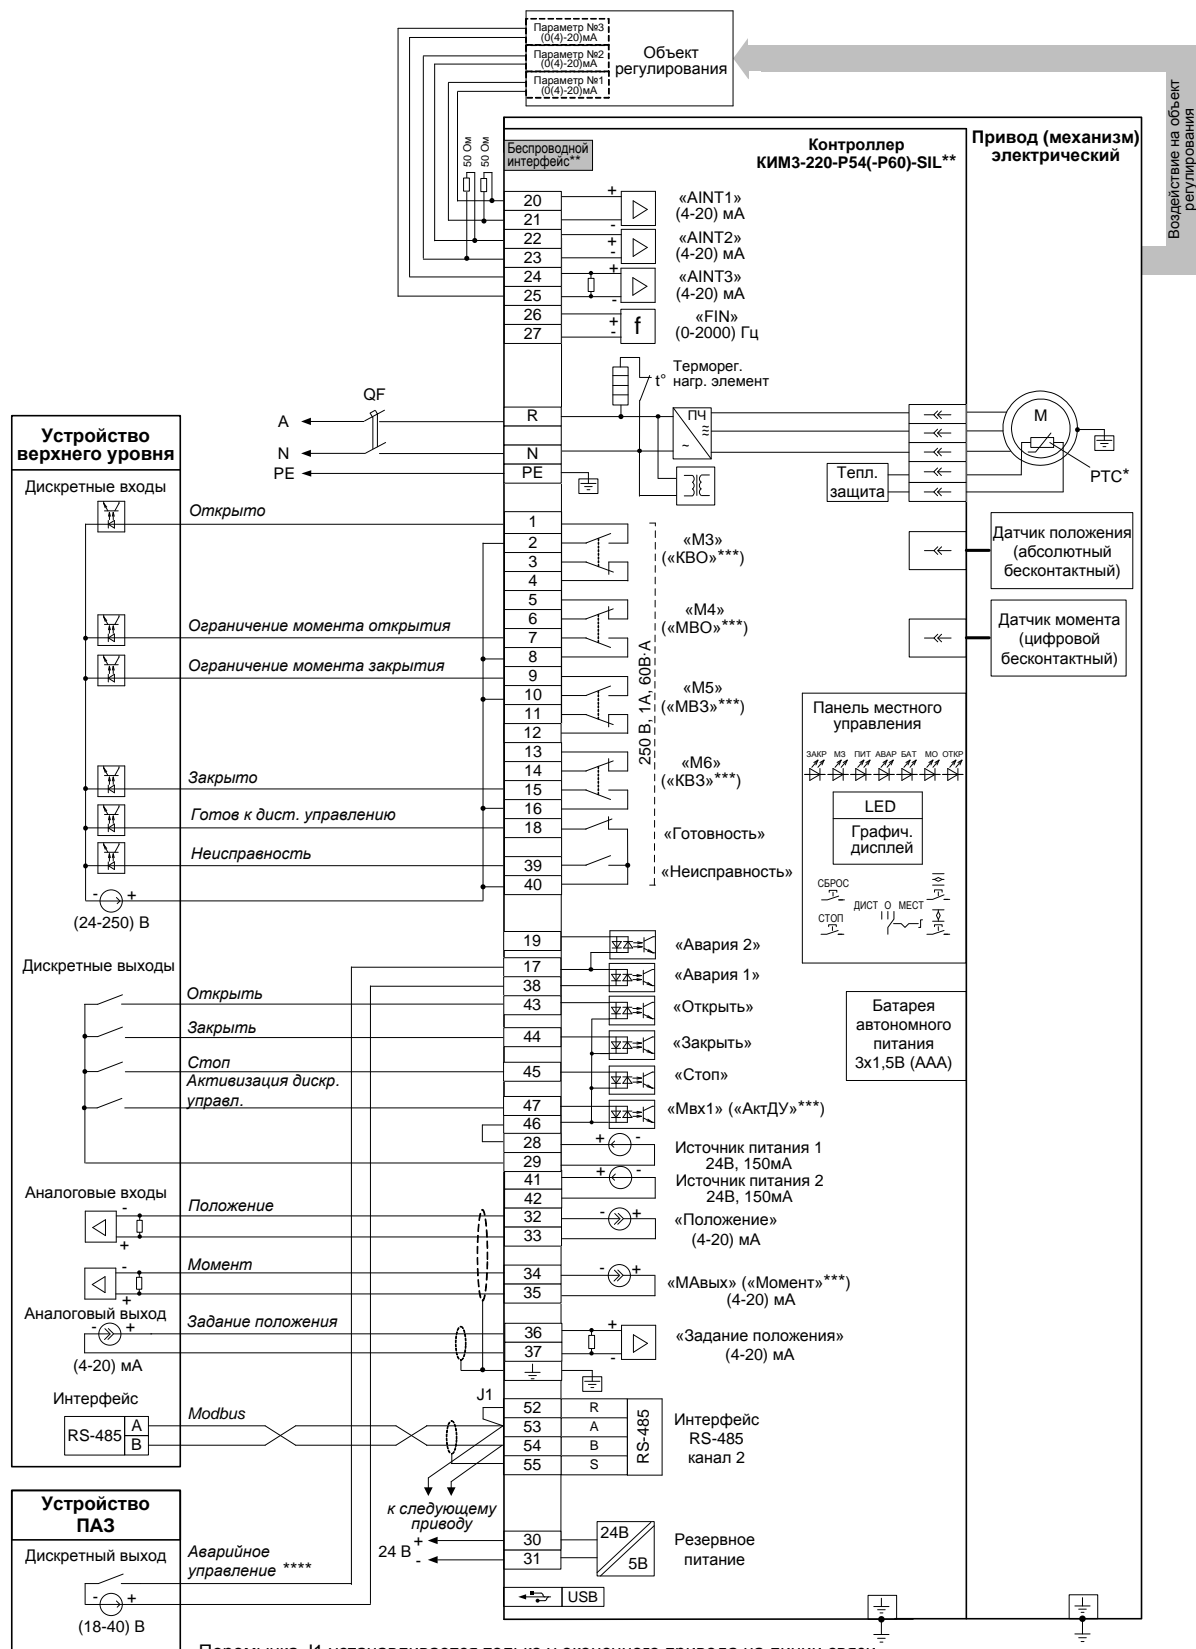 Параметр №3
(0(4)-20)мА
Параметр №2
(0(4)-20)мА
Параметр №1
(0(4)-20)мА
Объект
регулирования
Воздействие на объект
регулирования
50 Ом
50 Ом
Беспроводной
интерфейс**
Контроллер
КИМ3-220-Р54(-Р60)-SIL**
Привод (механизм)
электрический
20
21
22
23
24
25
26
27
+
-
«AINT1»
(4-20) мА
+
-
«AINT2»
(4-20) мА
+
-
«AINT3»
(4-20) мА
+
-
f
«FIN»
(0-2000) Гц
t°
Терморег.
нагр. элемент
QF
A
N
PE
R
N
PE
ПЧ
≈
~
Тепл.
защита
M
PTC*
Устройство
верхнего уровня
Дискретные входы
Открыто
Ограничение момента открытия
Ограничение момента закрытия
Закрыто
Готов к дист. управлению
Неисправность
- +
(24-250) В
1
2
3
4
5
6
7
8
9
10
11
12
13
14
15
16
18
39
40
«М3»
(«КВО»***)
«М4»
(«МВО»***)
«М5»
(«МВЗ»***)
«М6»
(«КВЗ»***)
«Готовность»
«Неисправность»
250 В, 1А, 60В·А
Датчик положения
(абсолютный
бесконтактный)
Датчик момента
(цифровой
бесконтактный)
Панель местного
управления
ЗАКР МЗ ПИТ АВАР БАТ МО ОТКР
LED
Графич.
дисплей
СБРОС
СТОП
ДИСТ О МЕСТ
Батарея
автономного
питания
3х1,5В (ААА)
Дискретные выходы
Открыть
Закрыть
Стоп
Активизация дискр.
управл.
19
17
38
43
44
45
47
46
28
29
41
42
32
33
34
35
36
37
«Авария 2»
«Авария 1»
«Открыть»
«Закрыть»
«Стоп»
«Мвх1» («АктДУ»***)
+ -
Источник питания 1
24В, 150мА
+ -
Источник питания 2
24В, 150мА
- +
«Положение»
(4-20) мА
- +
«МАвых» («Момент»***)
(4-20) мА
+
-
«Задание положения»
(4-20) мА
Аналоговые входы
-
+
Положение
-
+
Момент
Аналоговый выход
- +
Задание положения
(4-20) мА
Интерфейс
RS-485
A
B
Modbus
J1
52 R
53 A
54 B
55 S
RS-485
Интерфейс
RS-485
канал 2
к следующему
приводу
24 В
+
-
30
31
24В
5В
Резервное
питание
USB
Устройство
ПАЗ
Дискретный выход
Аварийное
управление ****
- +
(18-40) В